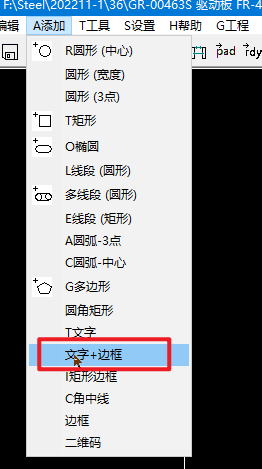 F:\Steel\202211-1\36\GR-00463S 驱动板 FR-4
编辑 A添加 T工具 S设置 H帮助 G工程
pad rdy
R圆形 (中心)
圆形 (宽度)
圆形 (3点)
T矩形
O椭圆
L线段 (圆形)
多线段 (圆形)
E线段 (矩形)
A圆弧-3点
C圆弧-中心
G多边形
圆角矩形
T文字
文字+边框
I矩形边框
C角中线
边框
二维码